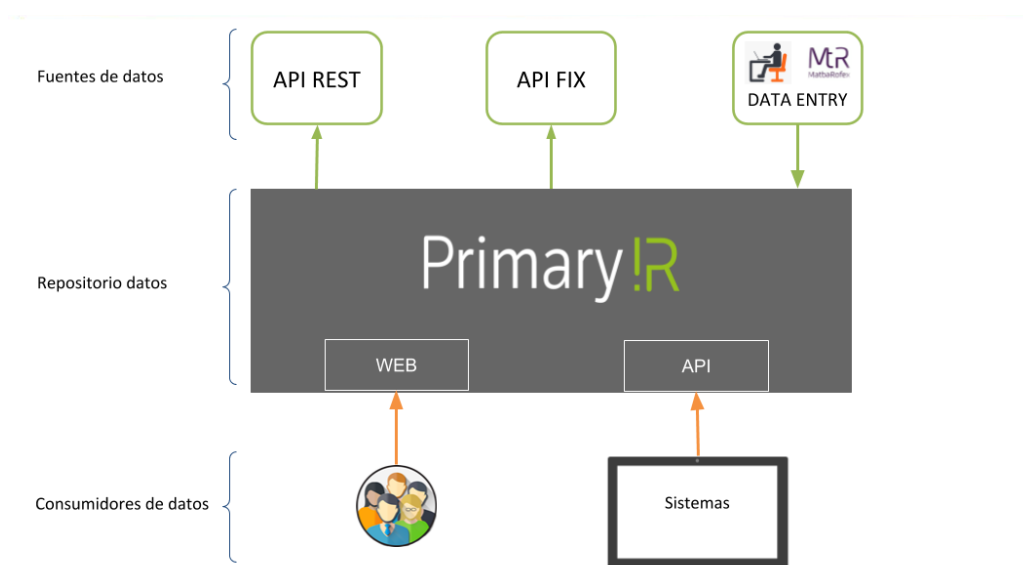 Fuentes de datos
API REST
API FIX
MtR
MatbaRofex
DATA ENTRY
Repositorio datos
Primary !R
WEB
API
Consumidores de datos
Sistemas